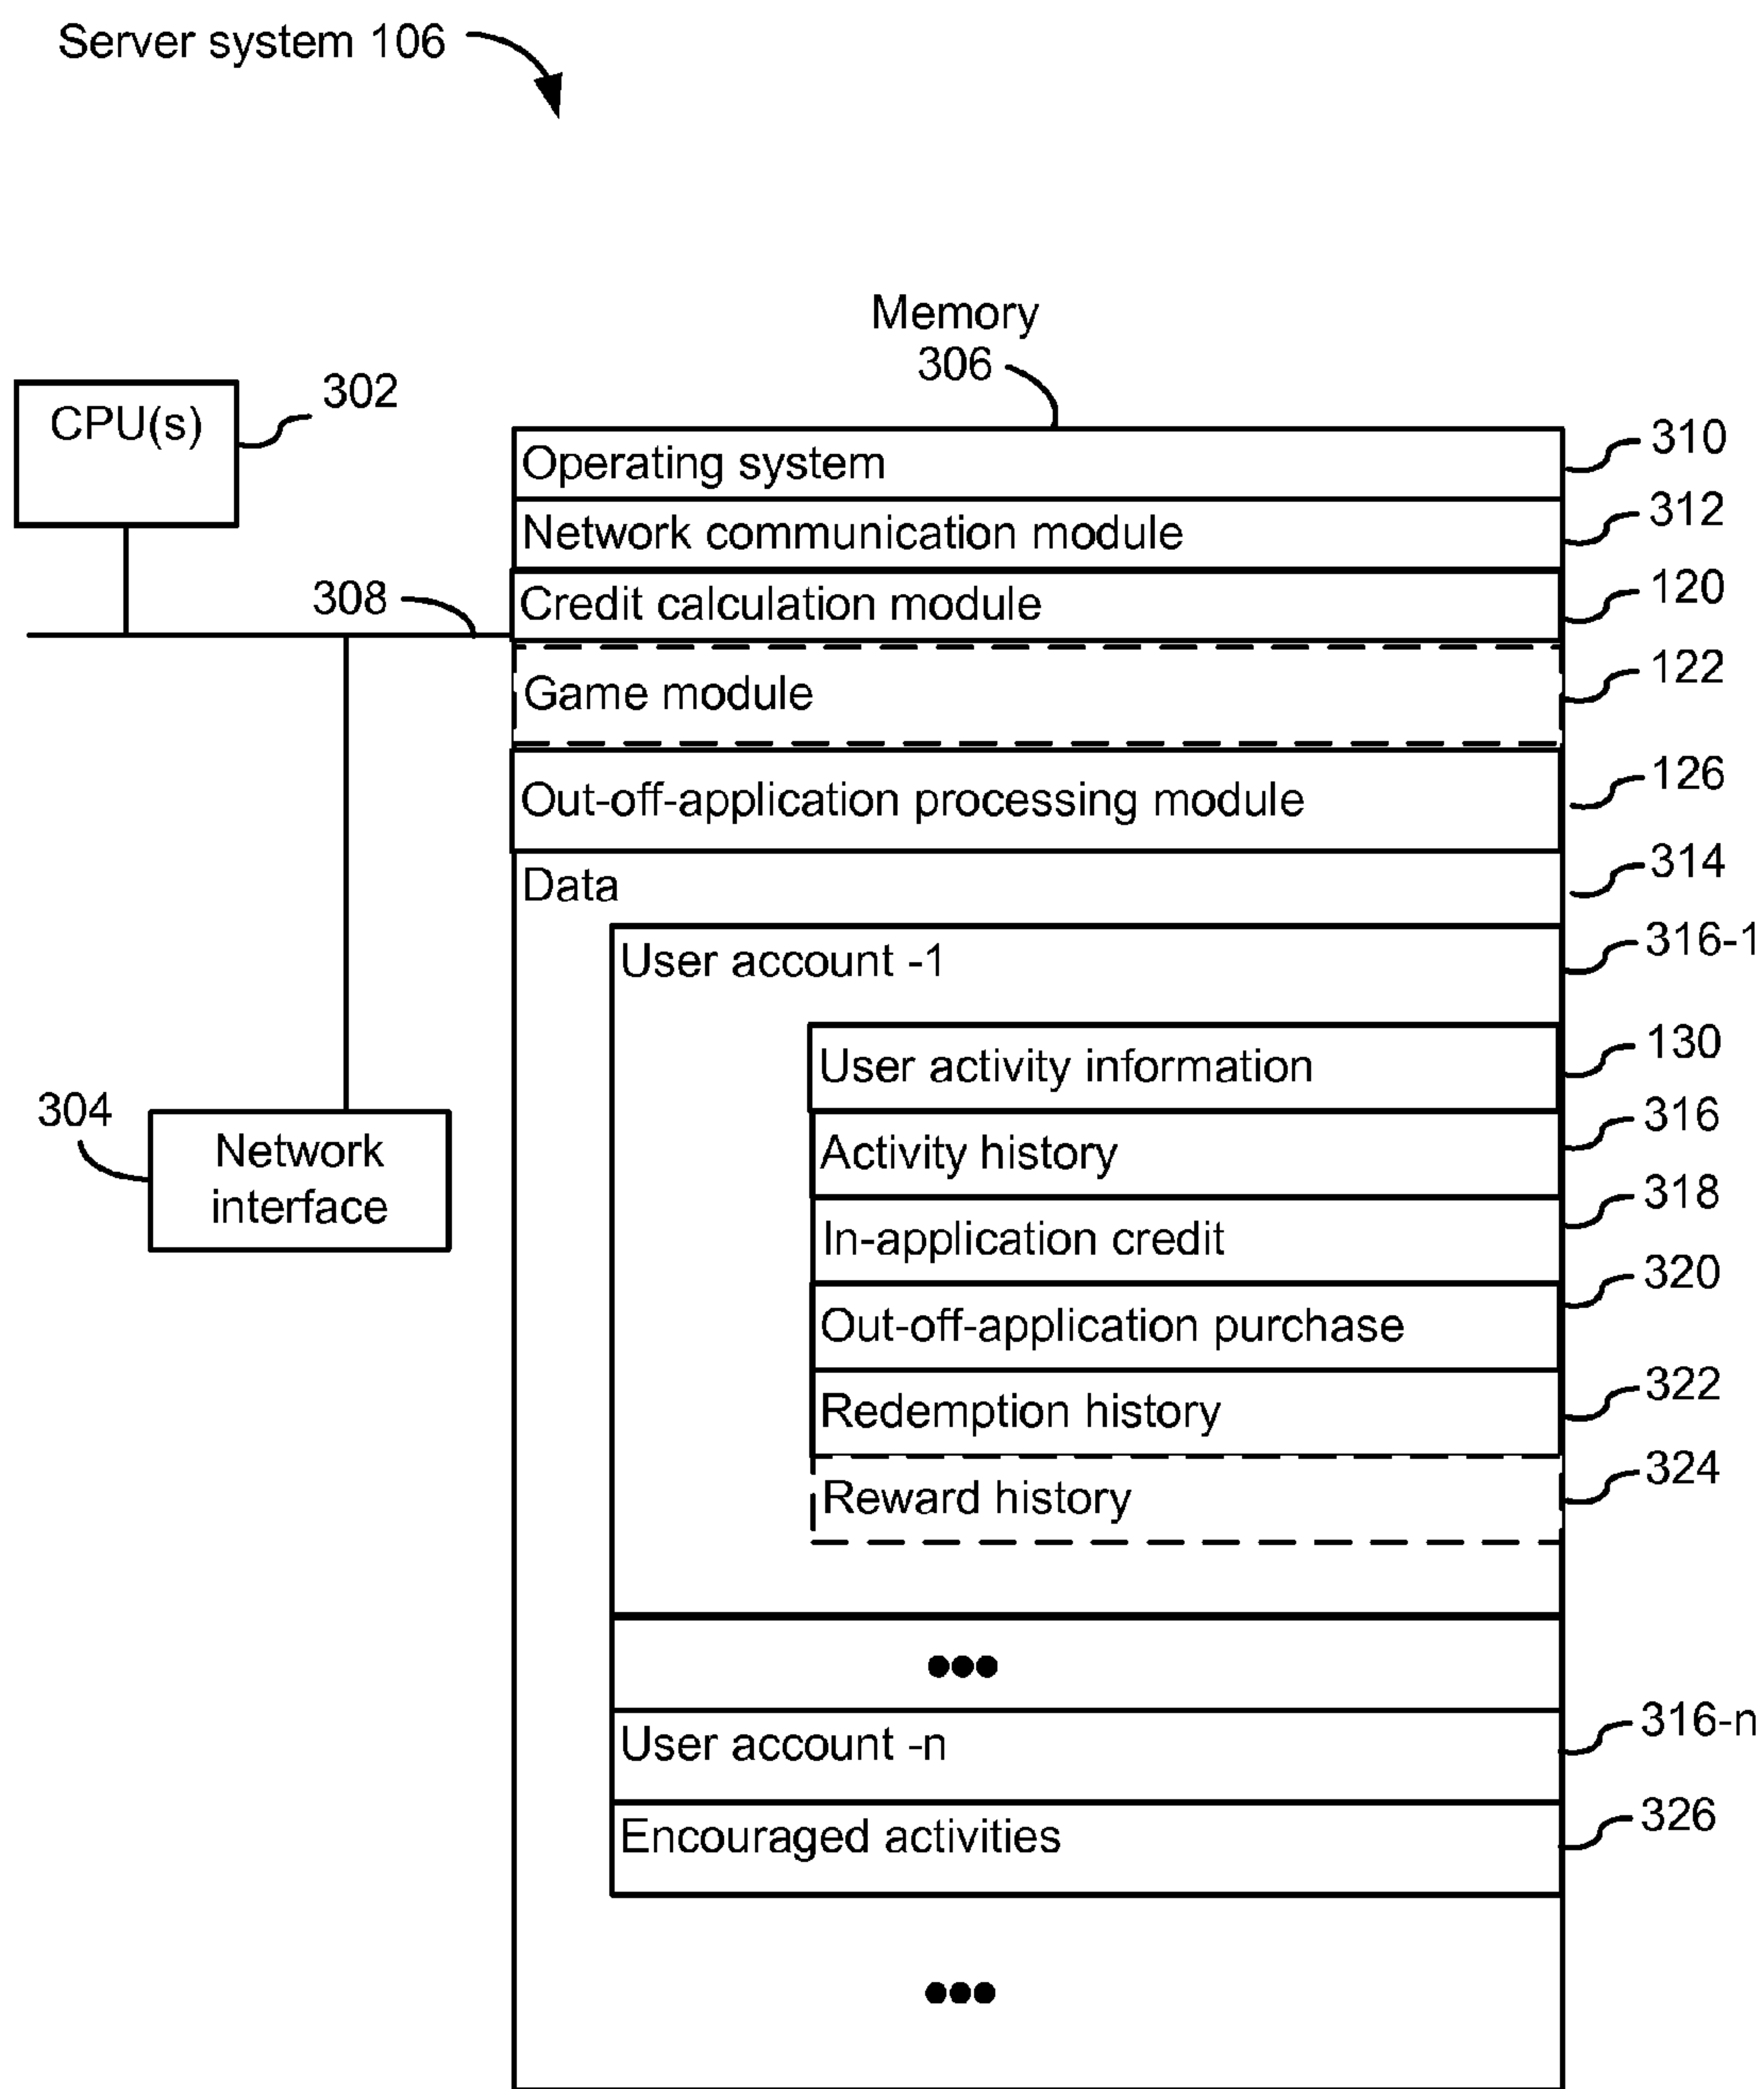 Server system 106
Memory
306
CPU(s)
302
Operating system
310
Network communication module
312
308
Credit calculation module
120
Game module
122
Out-off-application processing module
126
Data
314
User account -1
316-1
User activity information
130
304
Network
interface
Activity history
316
In-application credit
318
Out-off-application purchase
320
Redemption history
322
Reward history
324
•••
User account -n
316-n
Encouraged activities
326
•••